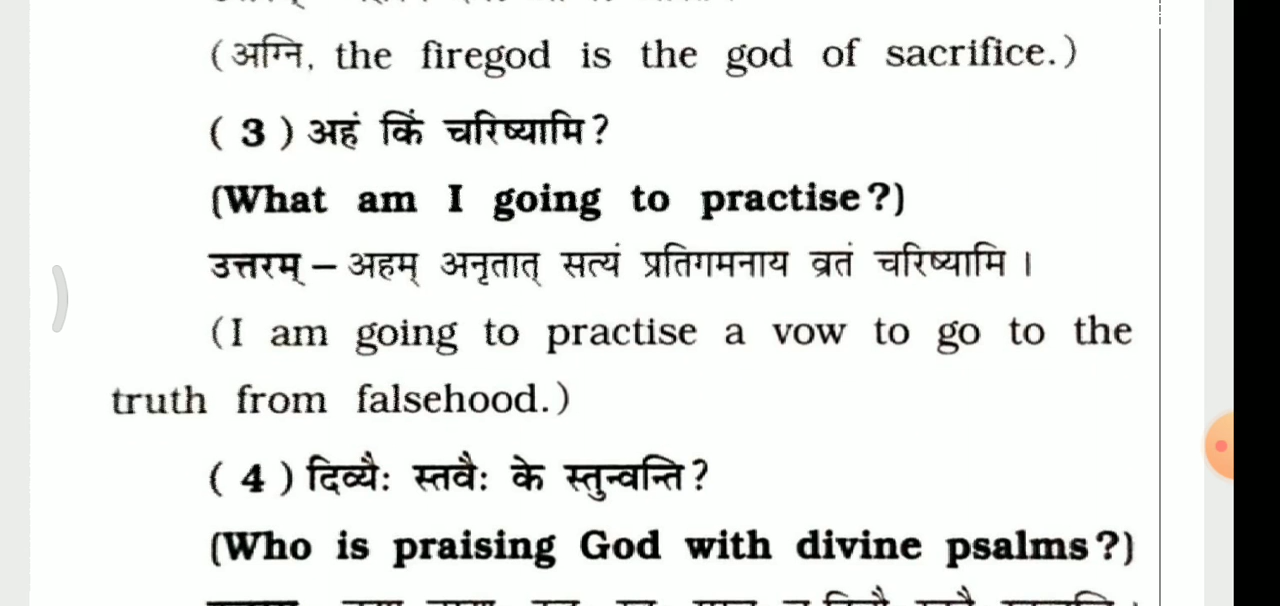 (अग्नि, the firegod is the god of sacrifice.)
( 3 ) अहं किं चरिष्यामि?
(What am I going to practise?)
उत्तरम् – अहम् अनृतात् सत्यं प्रतिगमनाय व्रतं चरिष्यामि ।
(I am going to practise a vow to go to the
truth from falsehood.)
( 4 ) दिव्यैः स्तवैः के स्तुन्वन्ति?
(Who is praising God with divine psalms?)